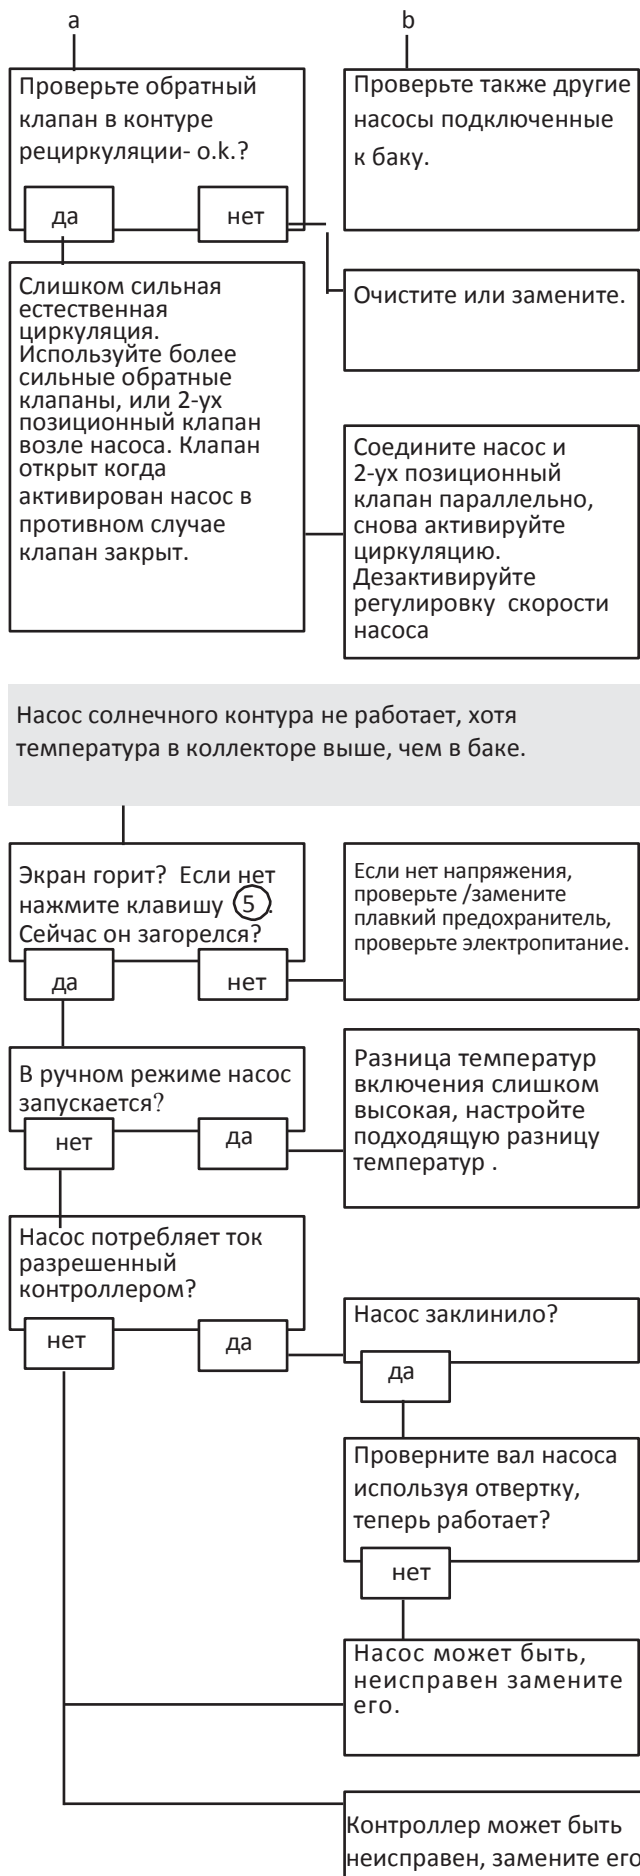 a
b
Проверьте обратный
клапан в контуре
рециркуляции- o.k.?
да
нет
Проверьте также другие
насосы подключенные
к баку.
Слишком сильная
естественная
циркуляция.
Используйте более
сильные обратные
клапаны, или 2-ух
позиционный клапан
возле насоса. Клапан
открыт когда
активирован насос в
противном случае
клапан закрыт.
Очистите или замените.
Соедините насос и
2-ух позиционный
клапан параллельно,
снова активируйте
циркуляцию.
Дезактивируйте
регулировку скорости
насоса
Насос солнечного контура не работает, хотя
температура в коллекторе выше, чем в баке.
Экран горит? Если нет
нажмите клавишу 5.
Сейчас он загорелся?
да
нет
Если нет напряжения,
проверьте /замените
плавкий предохранитель,
проверьте электропитание.
В ручном режиме насос
запускается?
нет
да
Разница температур
включения слишком
высокая, настройте
подходящую разницу
температур .
Насос потребляет ток
разрешенный
контроллером?
нет
да
Насос заклинило?
да
Проверните вал насоса
используя отвертку,
теперь работает?
нет
Насос может быть,
неисправен замените
его.
Контроллер может быть
неисправен, замените его